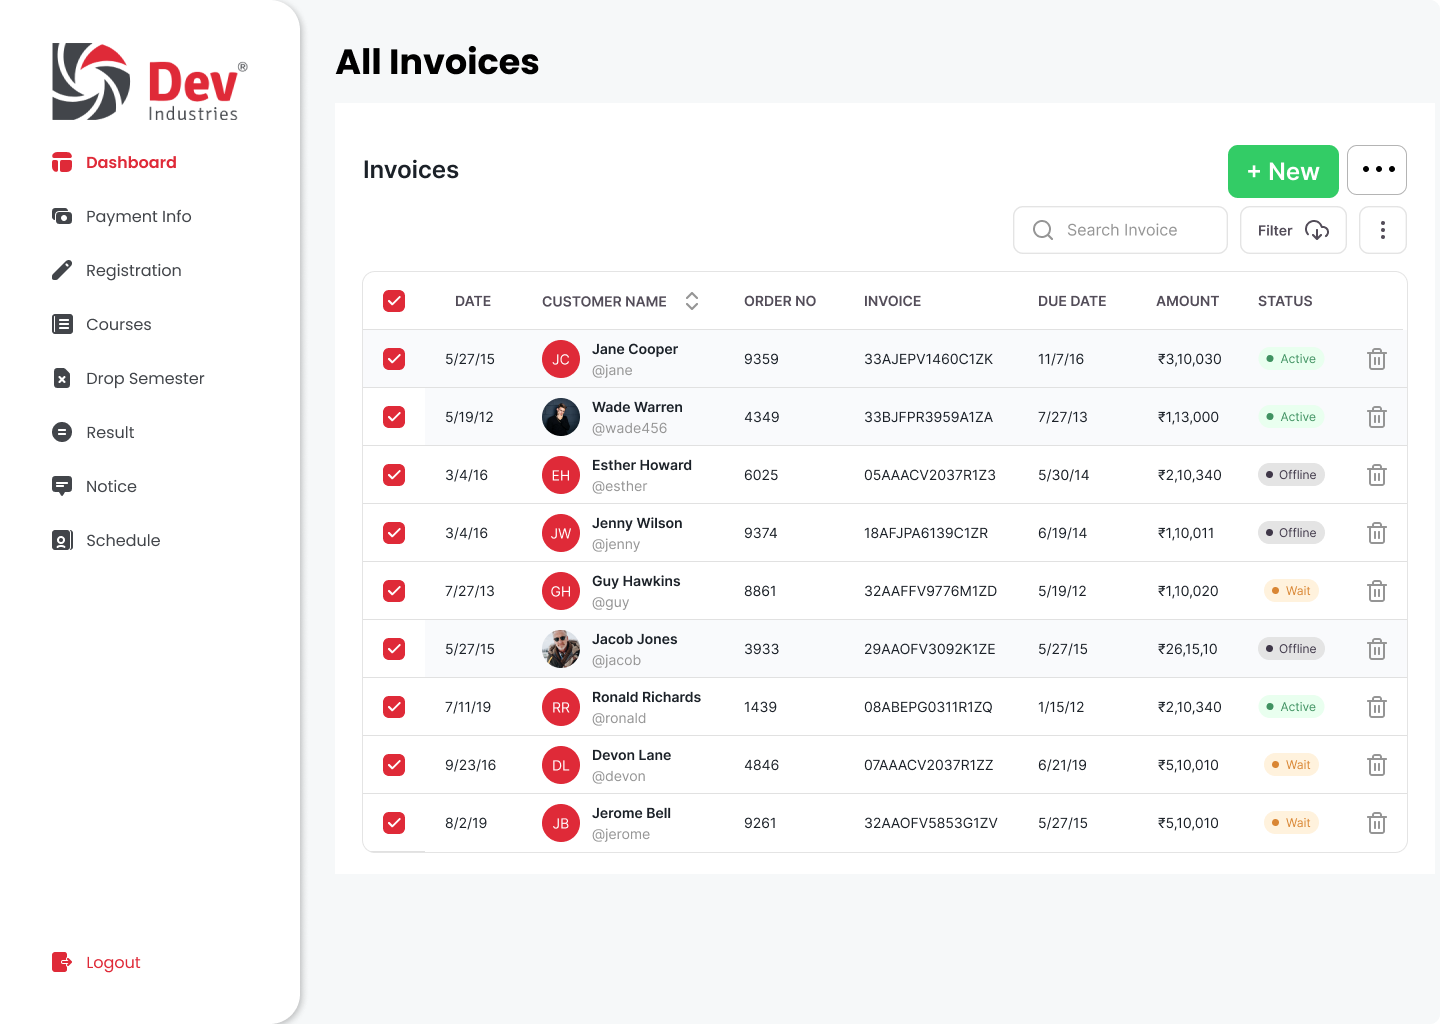 Dev®
Industries
Dashboard
Payment Info
Registration
Courses
Drop Semester
Result
Notice
Schedule
Logout
All Invoices
Invoices
+ New
Search Invoice
Filter
DATE CUSTOMER NAME ORDER NO INVOICE DUE DATE AMOUNT STATUS
5/27/15 JC Jane Cooper 9359 33AJEPV1460C1ZK 11/7/16 ₹3,10,030 Active
@jane
5/19/12 Wade Warren 4349 33BJFPR3959A1ZA 7/27/13 ₹1,13,000 Active
@wade456
3/4/16 EH Esther Howard 6025 05AAACV2037R1Z3 5/30/14 ₹2,10,340 Offline
@esther
3/4/16 JW Jenny Wilson 9374 18AFJPA6139C1ZR 6/19/14 ₹1,10,011 Offline
@jenny
7/27/13 GH Guy Hawkins 8861 32AAFFV9776M1ZD 5/19/12 ₹1,10,020 Wait
@guy
5/27/15 Jacob Jones 3933 29AAOFV3092K1ZE 5/27/15 ₹26,15,10 Offline
@jacob
7/11/19 RR Ronald Richards 1439 08ABEPG0311R1ZQ 1/15/12 ₹2,10,340 Active
@ronald
9/23/16 DL Devon Lane 4846 07AAACV2037R1ZZ 6/21/19 ₹5,10,010 Wait
@devon
8/2/19 JB Jerome Bell 9261 32AAOFV5853G1ZV 5/27/15 ₹5,10,010 Wait
@jerome